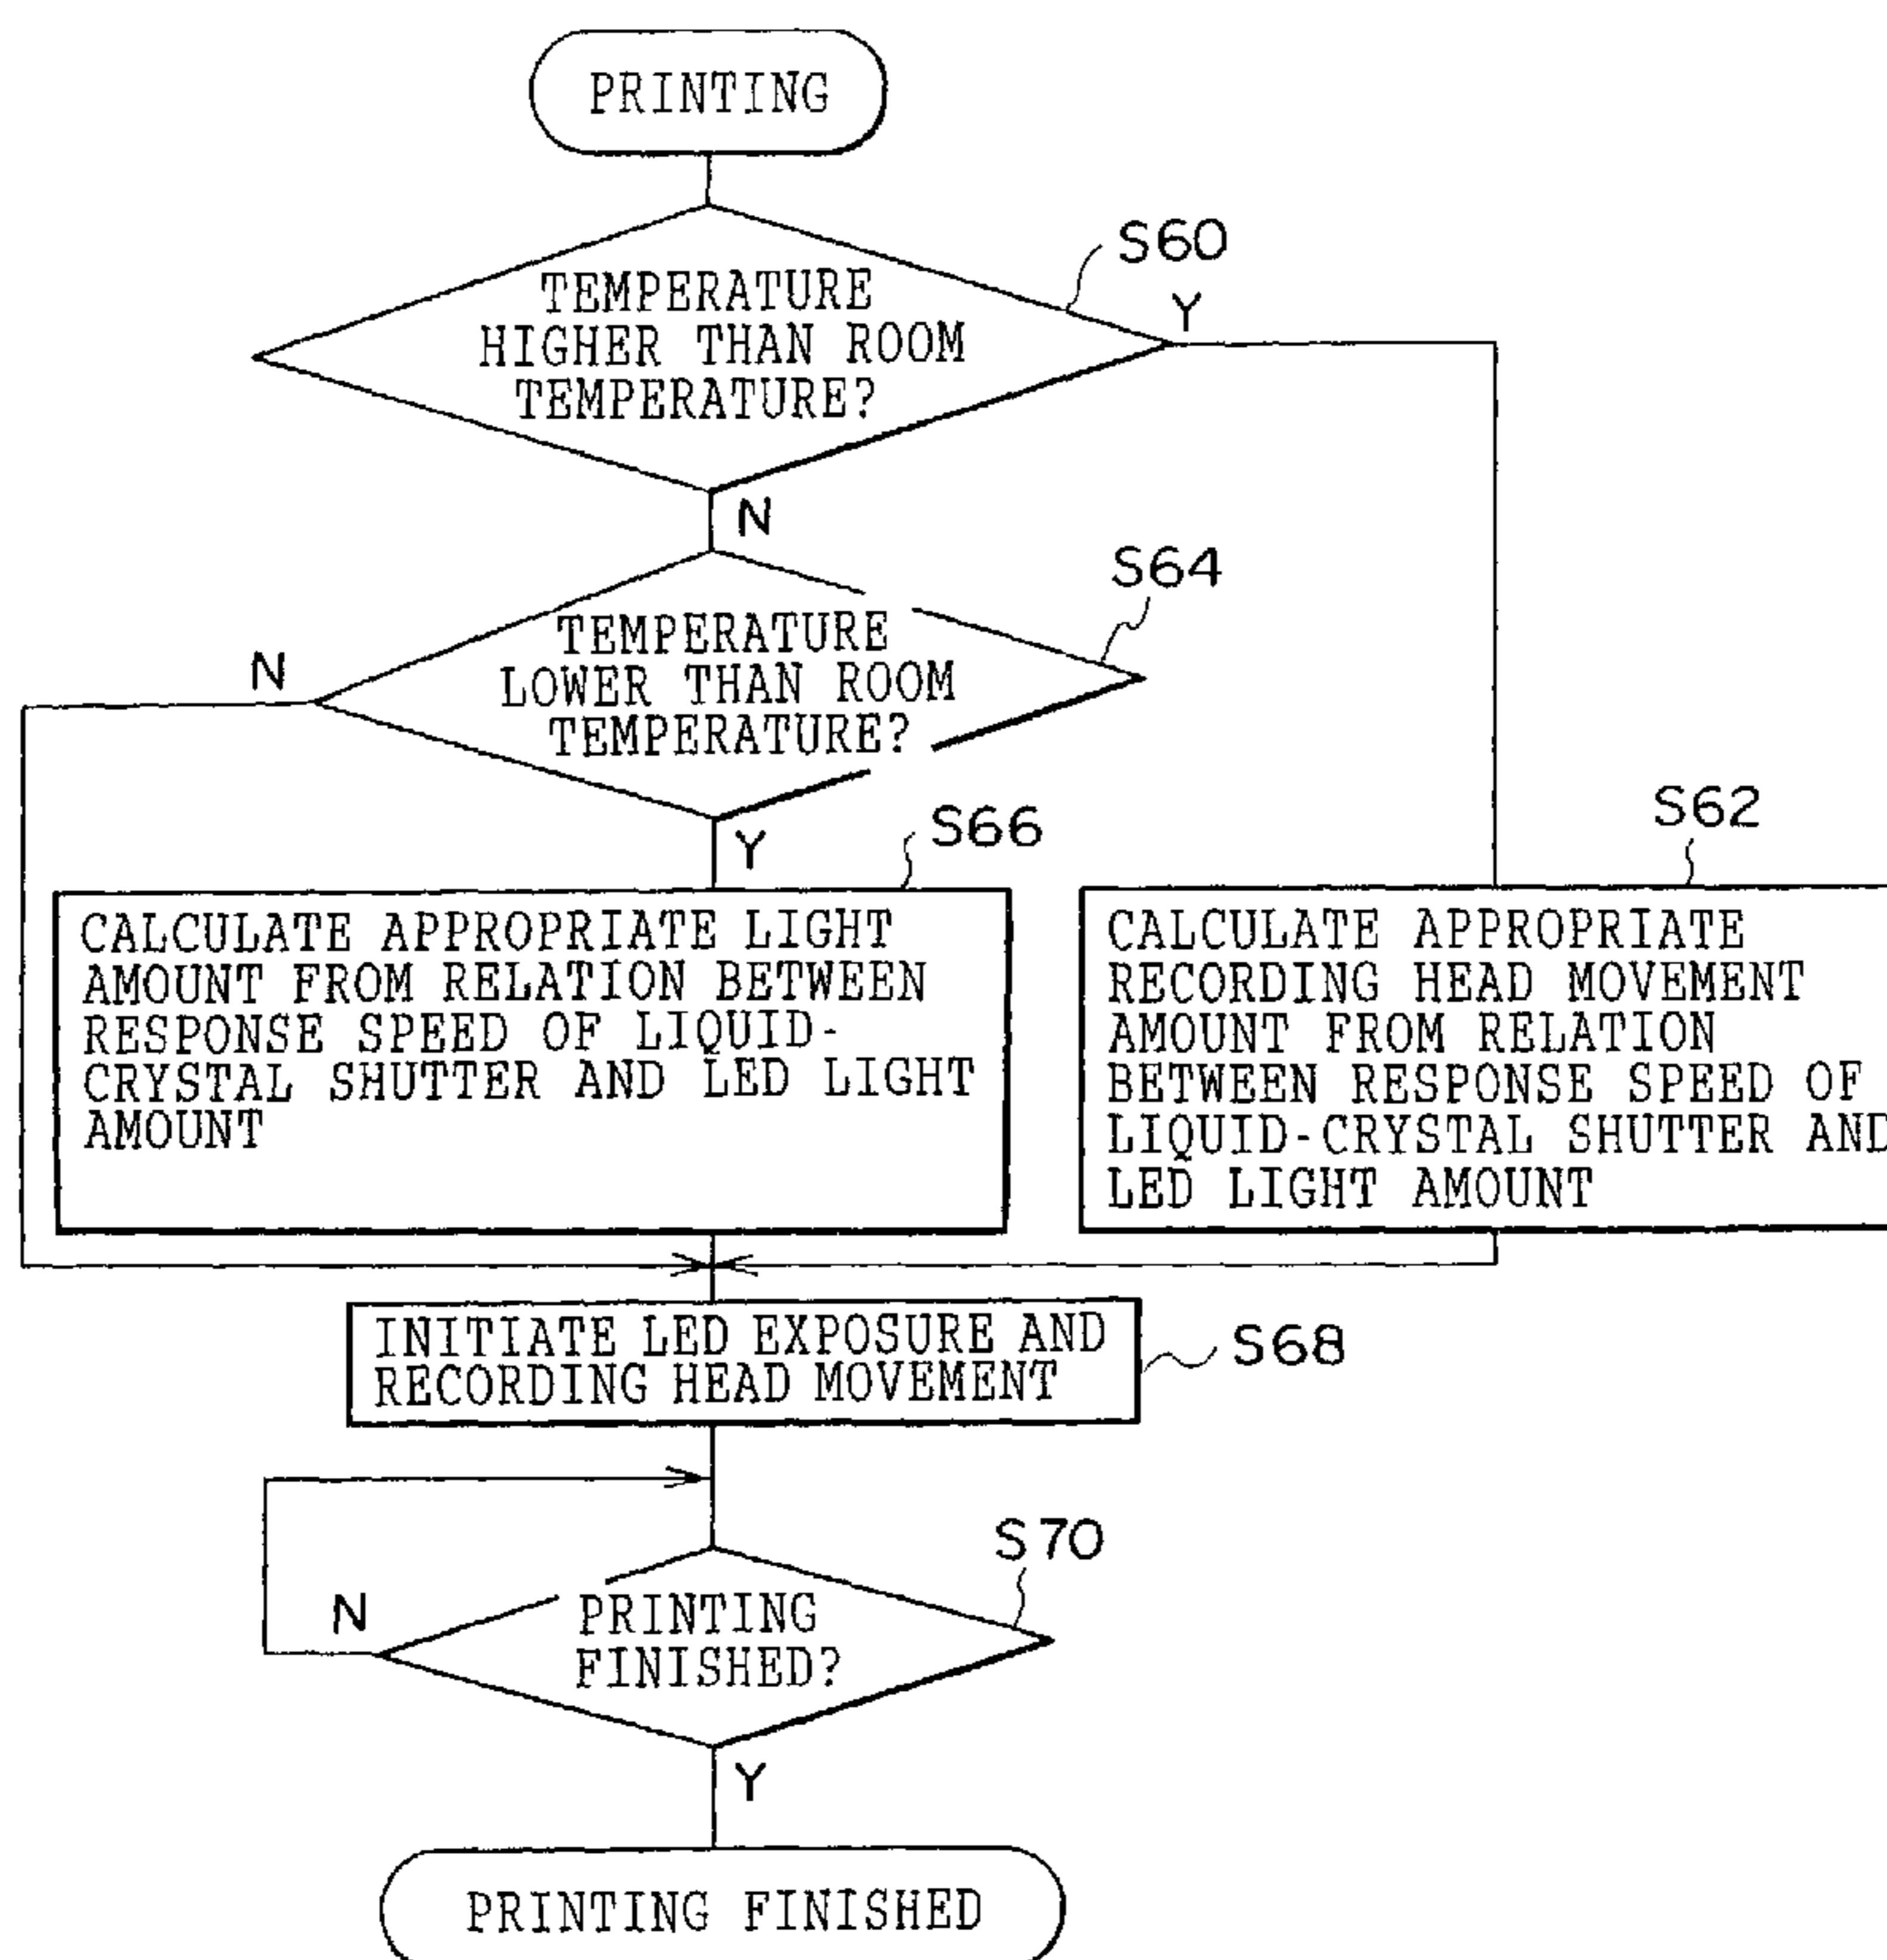 PRINTING
S60
TEMPERATURE
HIGHER THAN ROOM
TEMPERATURE?
Y
N
S64
TEMPERATURE
LOWER THAN ROOM
TEMPERATURE?
N
Y
S66
CALCULATE APPROPRIATE LIGHT
AMOUNT FROM RELATION BETWEEN
RESPONSE SPEED OF LIQUID-
CRYSTAL SHUTTER AND LED LIGHT
AMOUNT
S62
CALCULATE APPROPRIATE
RECORDING HEAD MOVEMENT
AMOUNT FROM RELATION
BETWEEN RESPONSE SPEED OF
LIQUID-CRYSTAL SHUTTER AND
LED LIGHT AMOUNT
INITIATE LED EXPOSURE AND
RECORDING HEAD MOVEMENT
S68
S70
PRINTING
FINISHED?
N
Y
PRINTING FINISHED